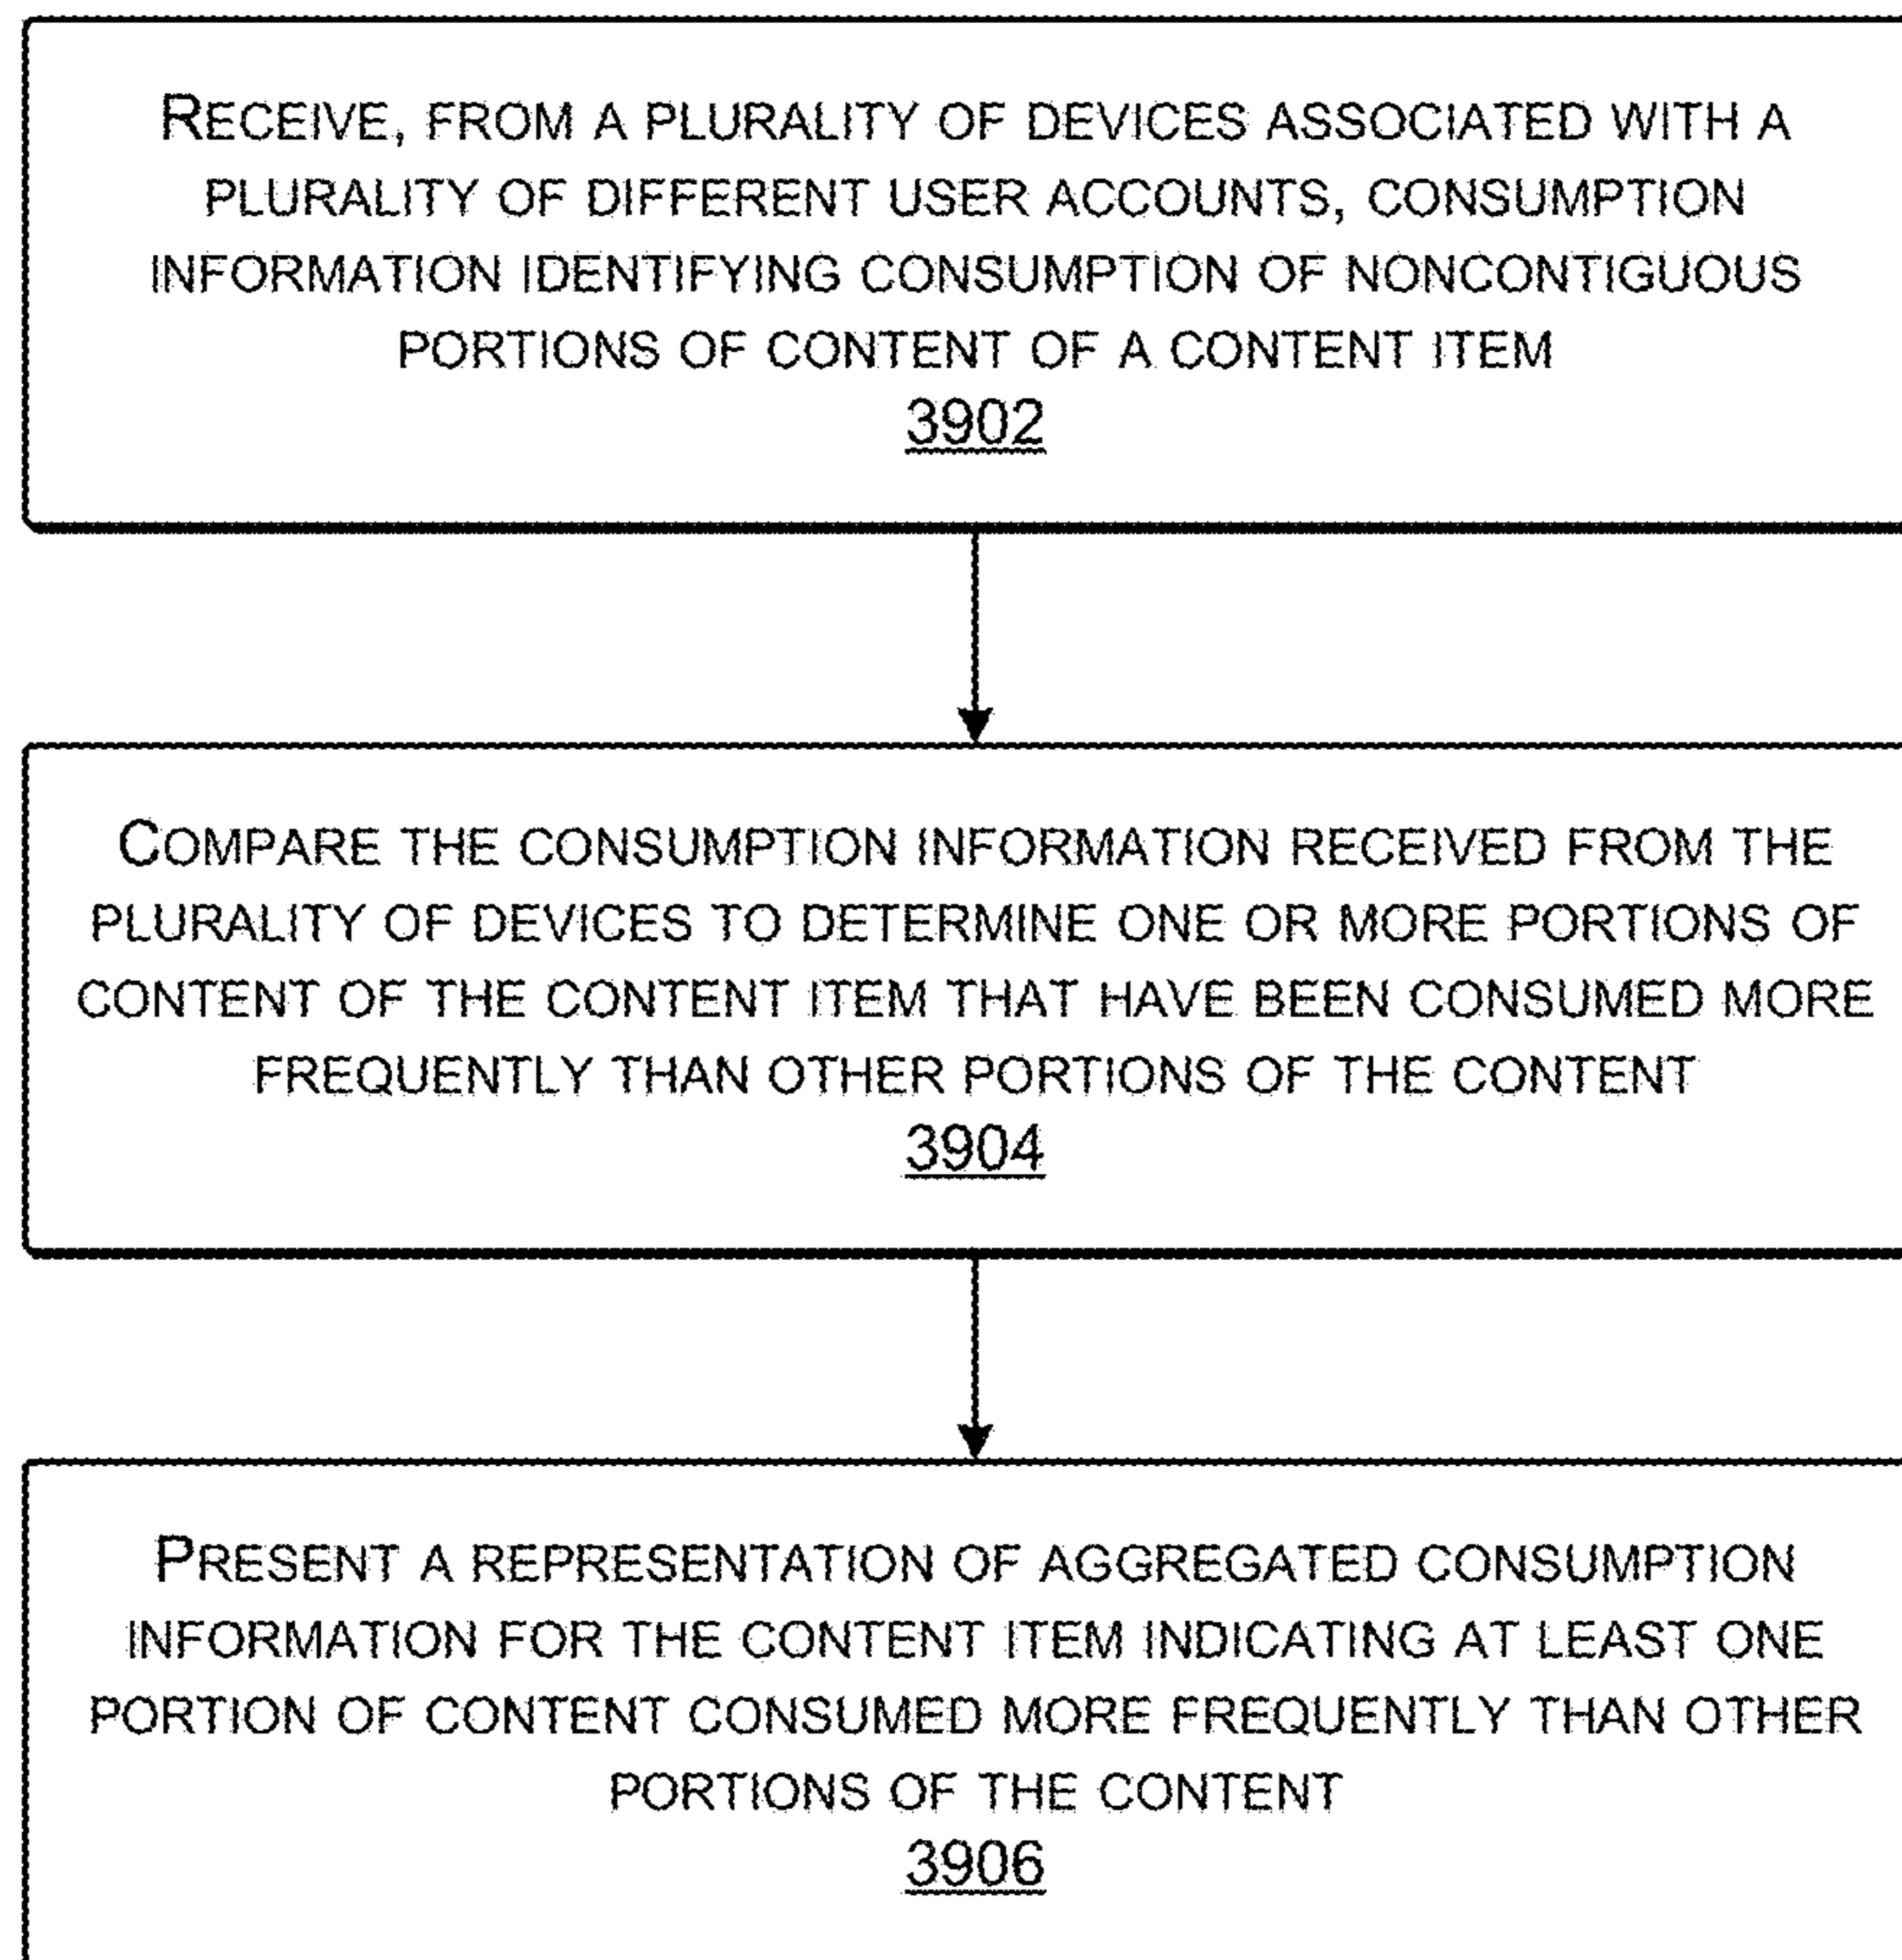 RECEIVE, FROM A PLURALITY OF DEVICES ASSOCIATED WITH A
PLURALITY OF DIFFERENT USER ACCOUNTS, CONSUMPTION
INFORMATION IDENTIFYING CONSUMPTION OF NONCONTIGUOUS
PORTIONS OF CONTENT OF A CONTENT ITEM
3902
COMPARE THE CONSUMPTION INFORMATION RECEIVED FROM THE
PLURALITY OF DEVICES TO DETERMINE ONE OR MORE PORTIONS OF
CONTENT OF THE CONTENT ITEM THAT HAVE BEEN CONSUMED MORE
FREQUENTLY THAN OTHER PORTIONS OF THE CONTENT
3904
PRESENT A REPRESENTATION OF AGGREGATED CONSUMPTION
INFORMATION FOR THE CONTENT ITEM INDICATING AT LEAST ONE
PORTION OF CONTENT CONSUMED MORE FREQUENTLY THAN OTHER
PORTIONS OF THE CONTENT
3906